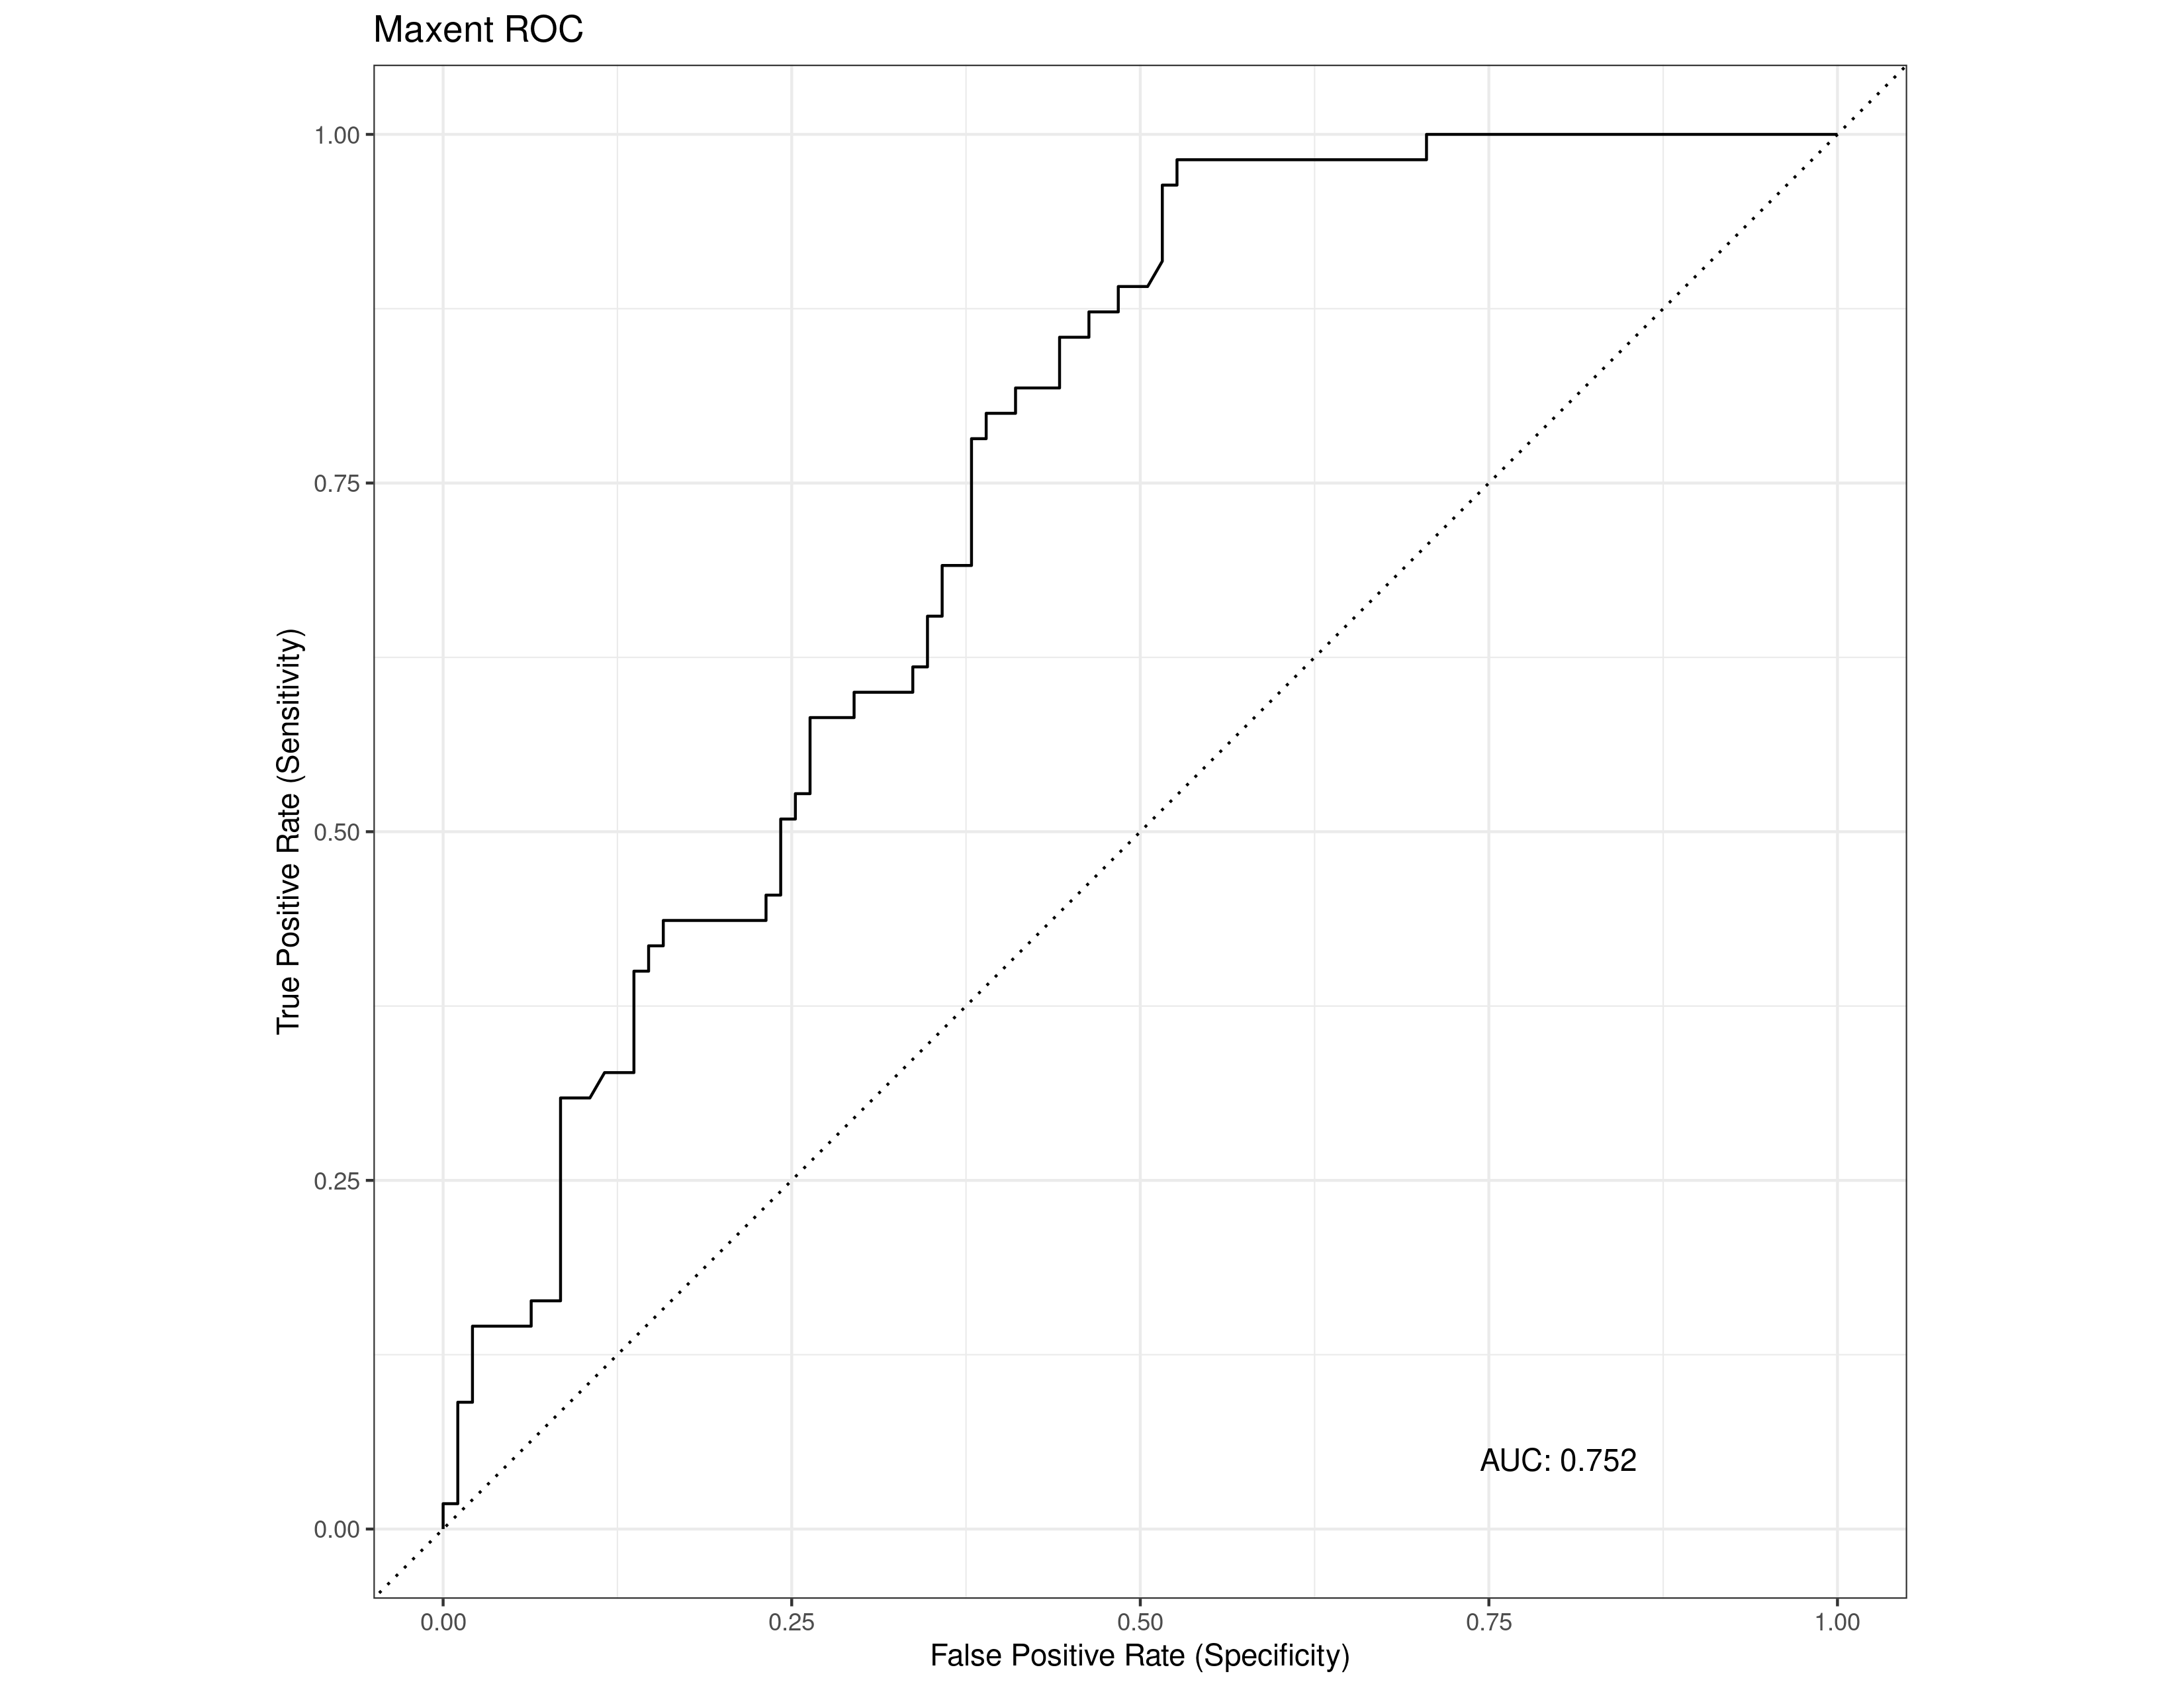 Maxent ROC
True Positive Rate (Sensitivity)
1.00
0.75
0.50
0.25
0.00
AUC: 0.752
0.00 0.25 0.50 0.75 1.00
False Positive Rate (Specificity)